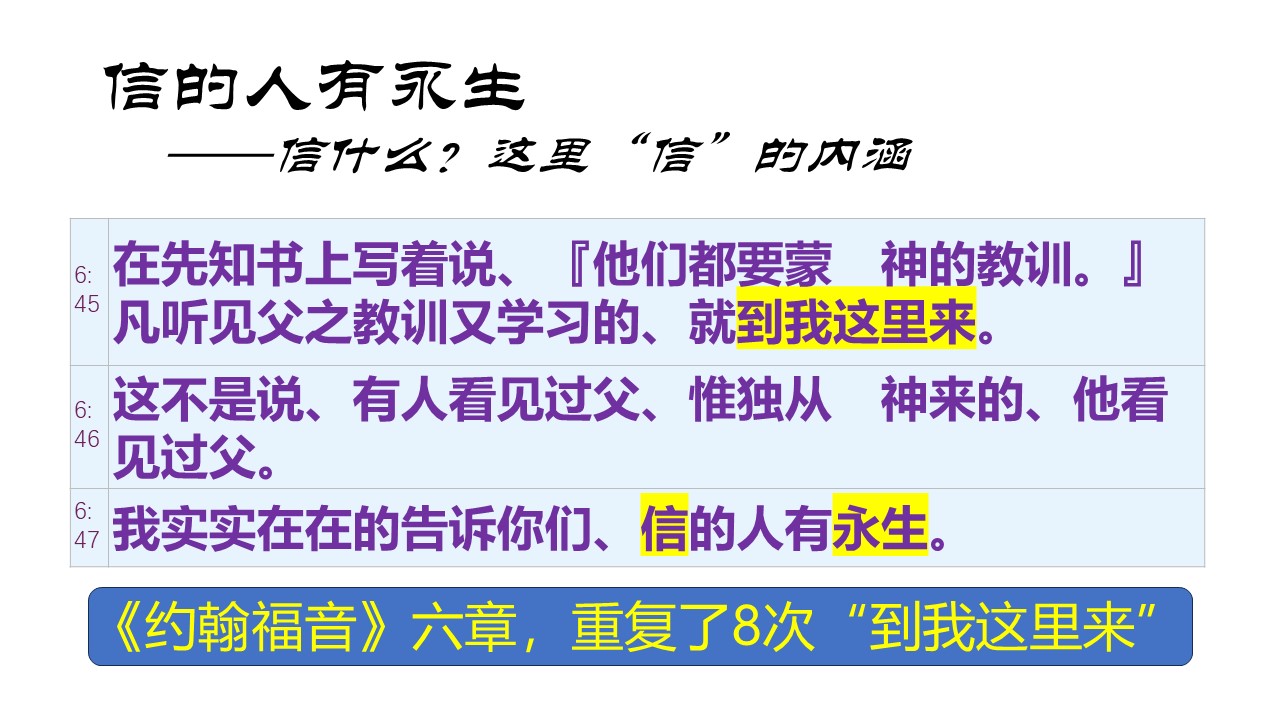 信的人有永生
——信什么？这里“信”的内涵
6:
45
在先知书上写着说、『他们都要蒙　神的教训。』
凡听见父之教训又学习的、就到我这里来。
6:
46
这不是说、有人看见过父、惟独从　神来的、他看
见过父。
6:
47
我实实在在的告诉你们、信的人有永生。
《约翰福音》六章，重复了8次“到我这里来”